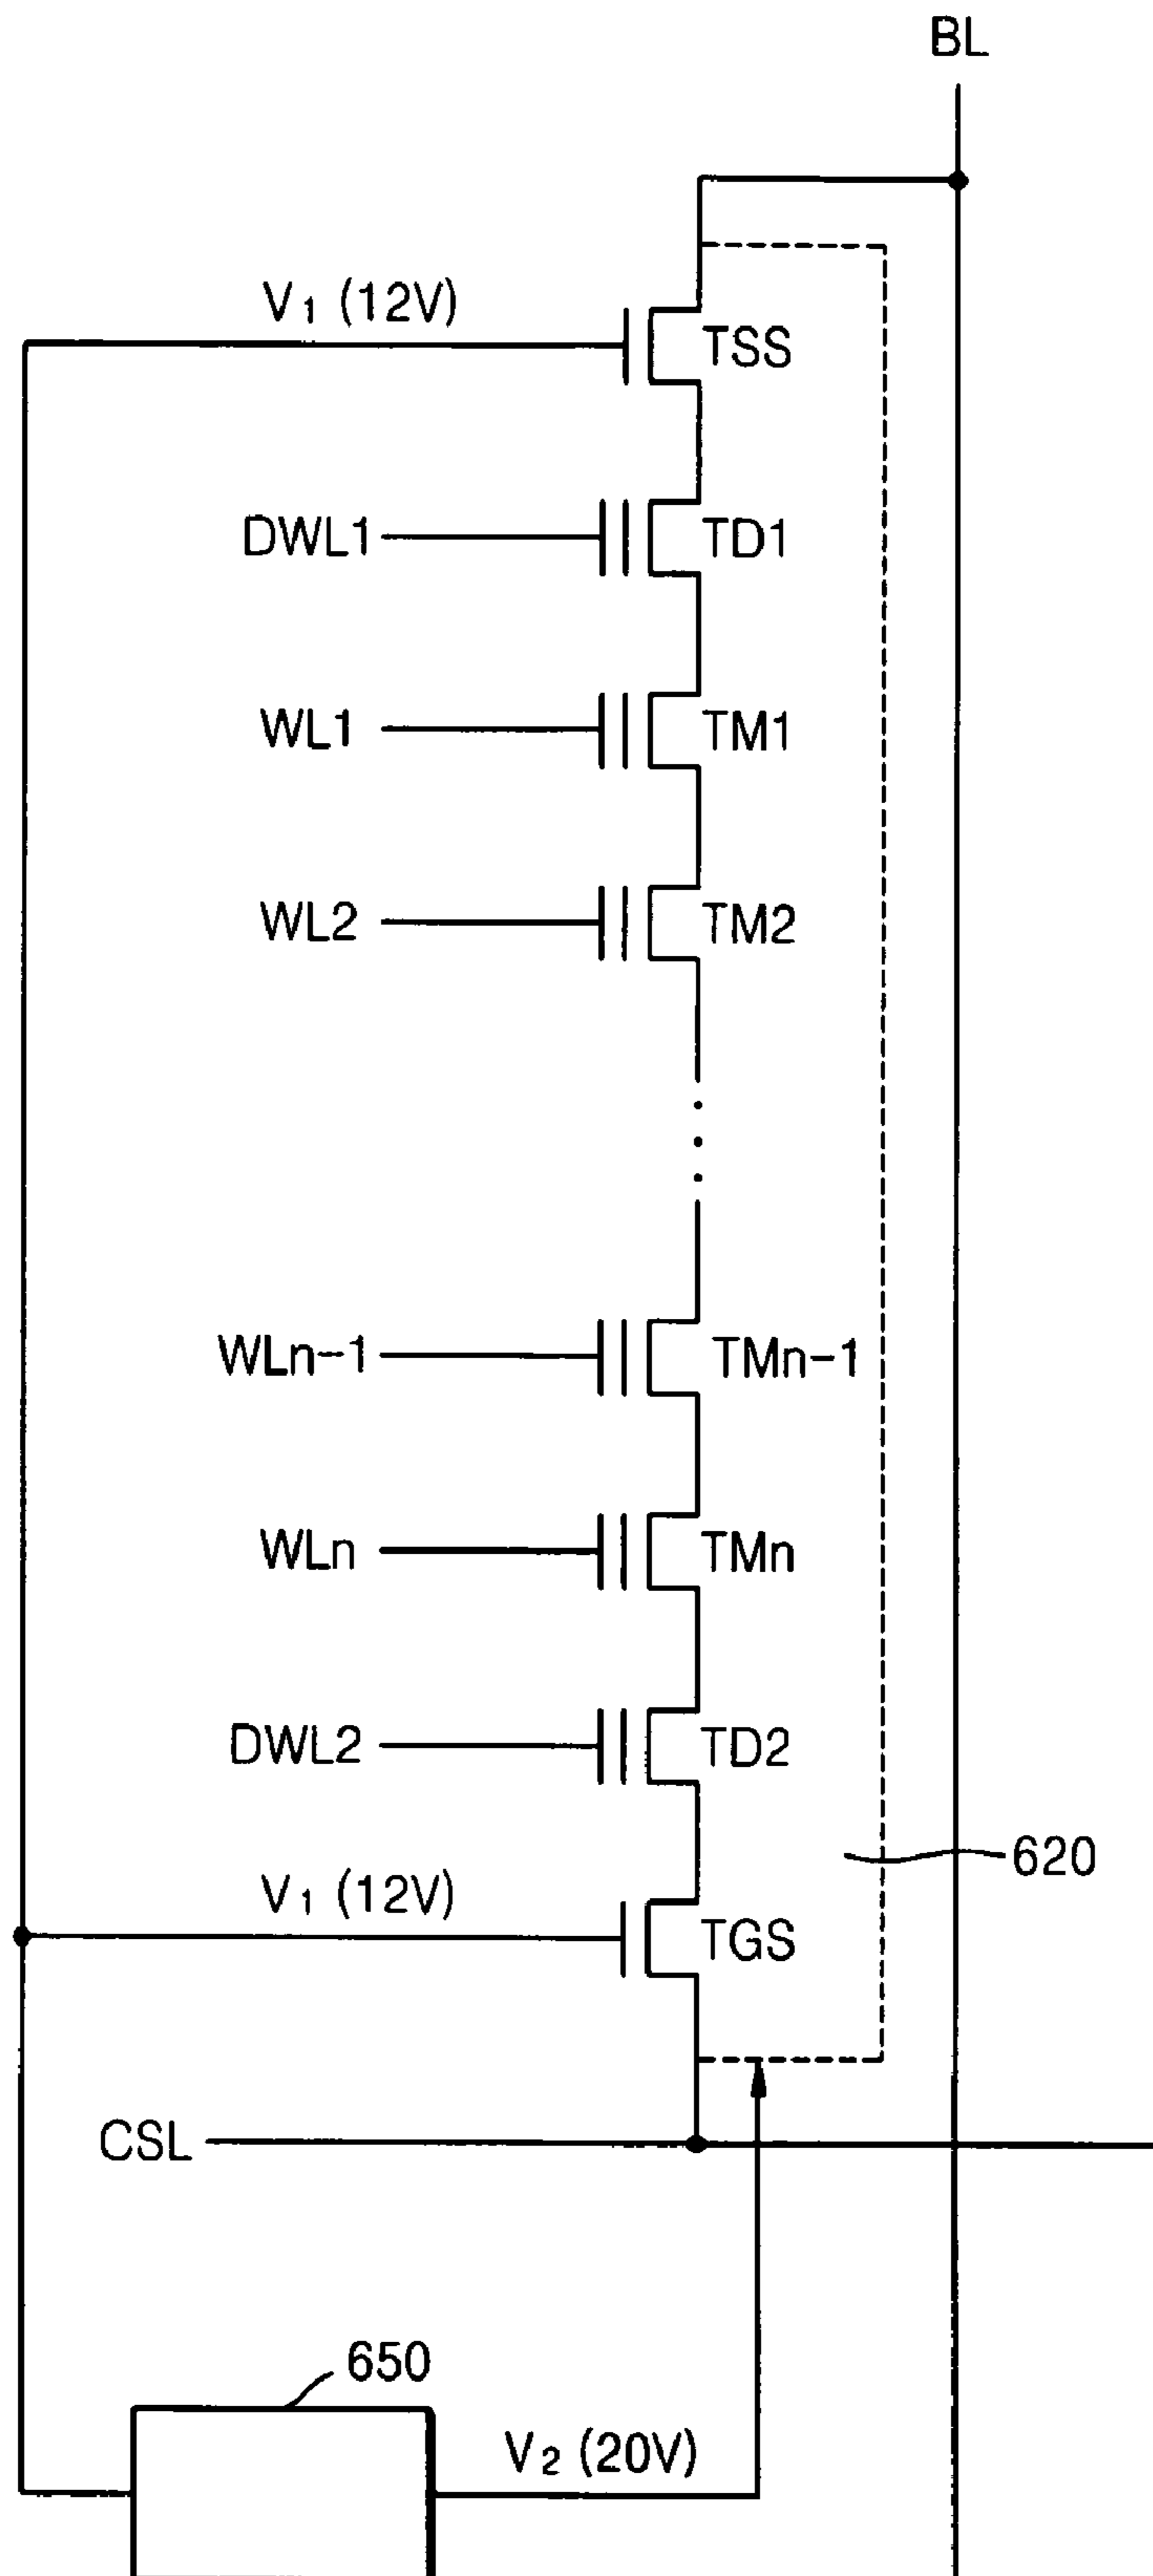 BL
V₁ (12V)
TSS
DWL1
TD1
WL1
TM1
WL2
TM2
WLn-1
TMn-1
WLn
TMn
DWL2
TD2
620
V₁ (12V)
TGS
CSL
650
V₂ (20V)